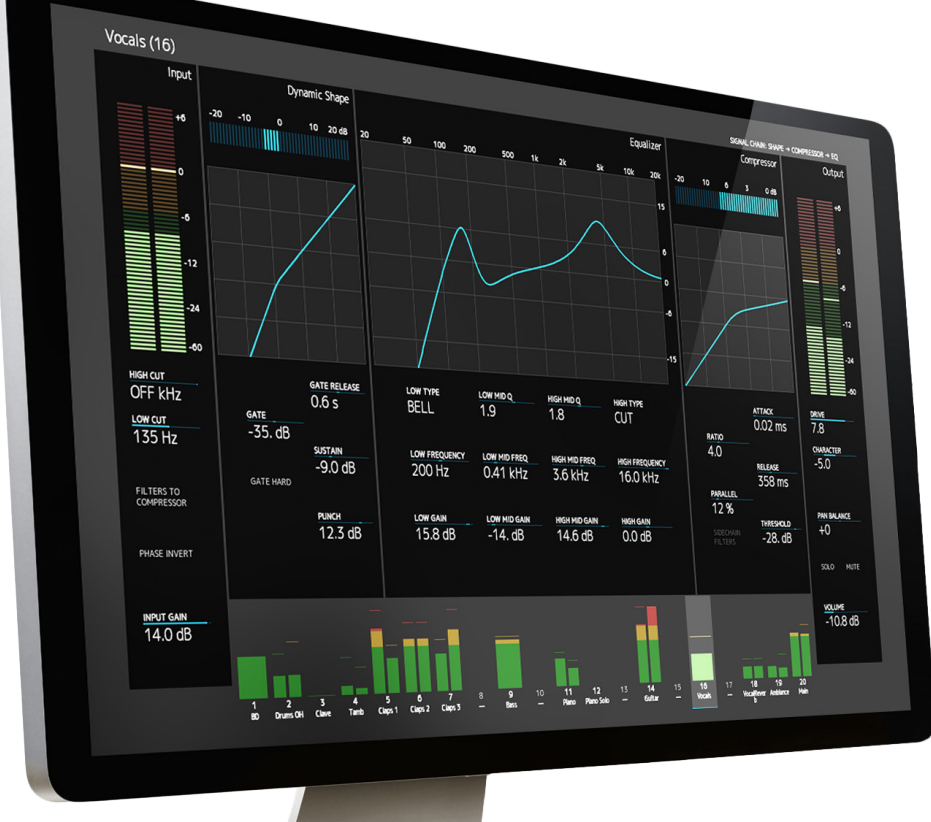 Vocals (16)
Input
+6
0
-6
-12
-24
-60
HIGH CUT
OFF kHz
LOW CUT
135 Hz
FILTERS TO
COMPRESSOR
PHASE INVERT
INPUT GAIN
14.0 dB
Dynamic Shape
-20 -10 0 10 20 dB
GATE RELEASE
0.6 s
GATE
-35. dB
SUSTAIN
-9.0 dB
GATE HARD
PUNCH
12.3 dB
Equalizer
20 50 100 200 500 1k 2k 5k 10k 20k
15
6
0
-6
-15
LOW TYPE LOW MID Q HIGH MID Q HIGH TYPE
BELL 1.9 1.8 CUT
LOW FREQUENCY LOW MID FREQ HIGH MID FREQ HIGH FREQUENCY
200 Hz 0.41 kHz 3.6 kHz 16.0 kHz
LOW GAIN LOW MID GAIN HIGH MID GAIN HIGH GAIN
15.8 dB -14. dB 14.6 dB 0.0 dB
SIGNAL CHAIN: SHAPE → COMPRESSOR → EQ
Compressor
-20 10 6 3 0 dB
ATTACK
0.02 ms
RATIO
4.0
RELEASE
358 ms
PARALLEL
12 %
SIDECHAIN
FILTERS
THRESHOLD
-28. dB
Output
+6
0
-6
-12
-24
-60
DRIVE
7.8
CHARACTER
-5.0
PAN BALANCE
+0
SOLO MUTE
VOLUME
-10.8 dB
1 2 3 4 5 6 7 8 9 10 11 12 13 14 15 16 17 18 19 20
BD Drums OH Clave Tamb Claps 1 Claps 2 Claps 3 — Bass — Piano Piano Solo — Guitar — Vocals — VocalRever Ambiance Main
b